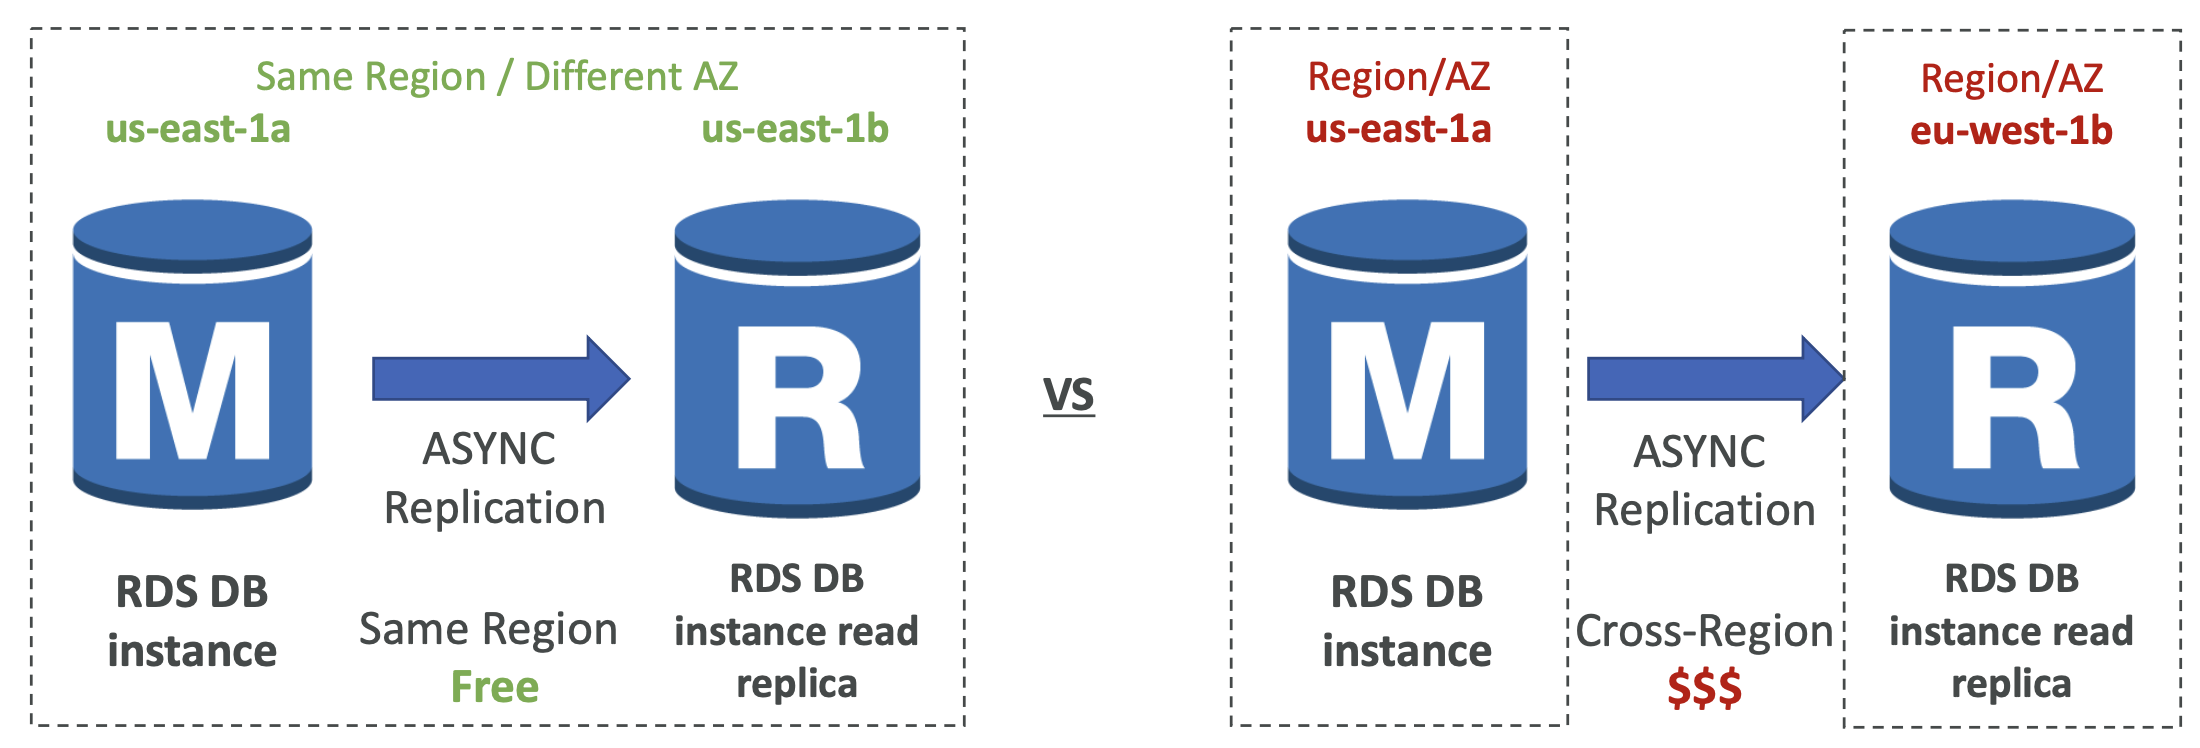 Same Region / Different AZ
us-east-1a
us-east-1b
M
R
ASYNC
Replication
RDS DB
instance
Same Region
Free
RDS DB
instance read
replica
VS
Region/AZ
us-east-1a
M
RDS DB
instance
ASYNC
Replication
Cross-Region
$$$
Region/AZ
eu-west-1b
R
RDS DB
instance read
replica